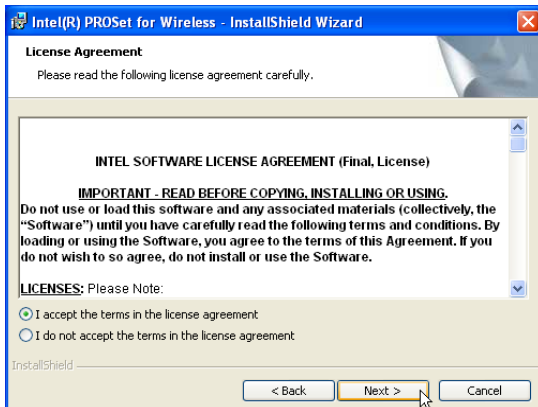 Intel(R) PROSet for Wireless - InstallShield Wizard
License Agreement
Please read the following license agreement carefully.
INTEL SOFTWARE LICENSE AGREEMENT (Final, License)
IMPORTANT - READ BEFORE COPYING, INSTALLING OR USING.
Do not use or load this software and any associated materials (collectively, the
“Software”) until you have carefully read the following terms and conditions. By
loading or using the Software, you agree to the terms of this Agreement. If you
do not wish to so agree, do not install or use the Software.
LICENSES: Please Note:
I accept the terms in the license agreement
I do not accept the terms in the license agreement
InstallShield
< Back Next > Cancel